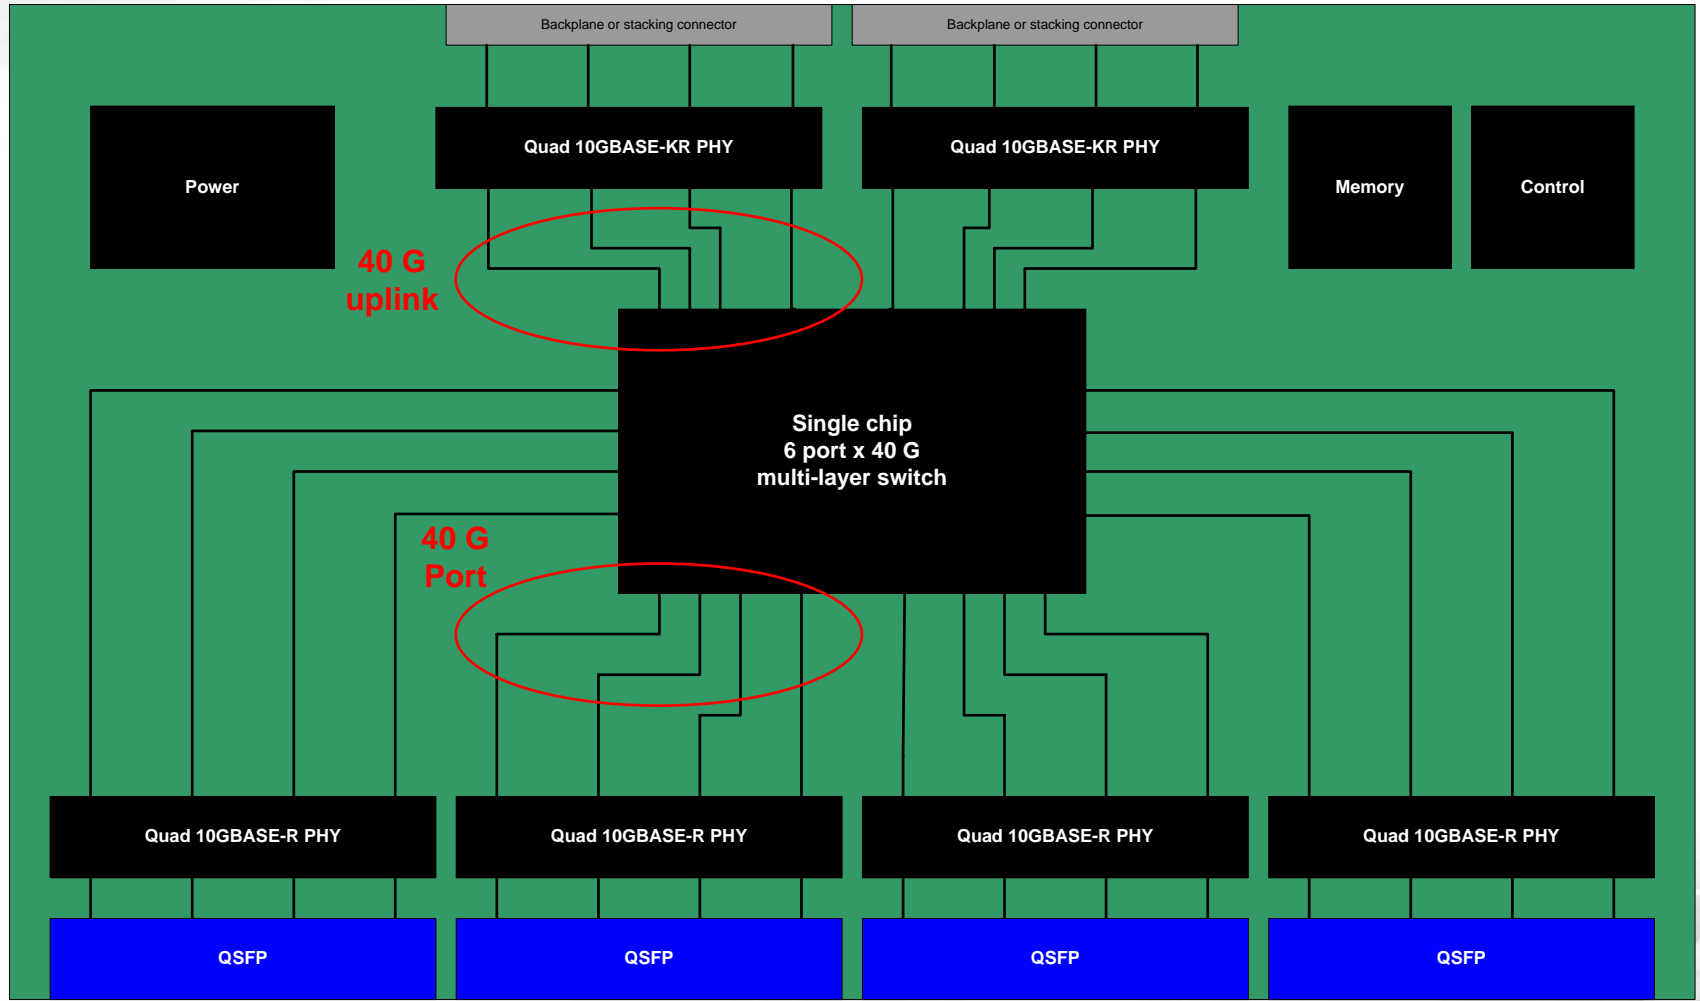 Backplane or stacking connector
Backplane or stacking connector
Quad 10GBASE-KR PHY
Quad 10GBASE-KR PHY
Power
Memory
Control
40 G
uplink
Single chip
6 port x 40 G
multi-layer switch
40 G
Port
Quad 10GBASE-R PHY
Quad 10GBASE-R PHY
Quad 10GBASE-R PHY
Quad 10GBASE-R PHY
QSFP
QSFP
QSFP
QSFP